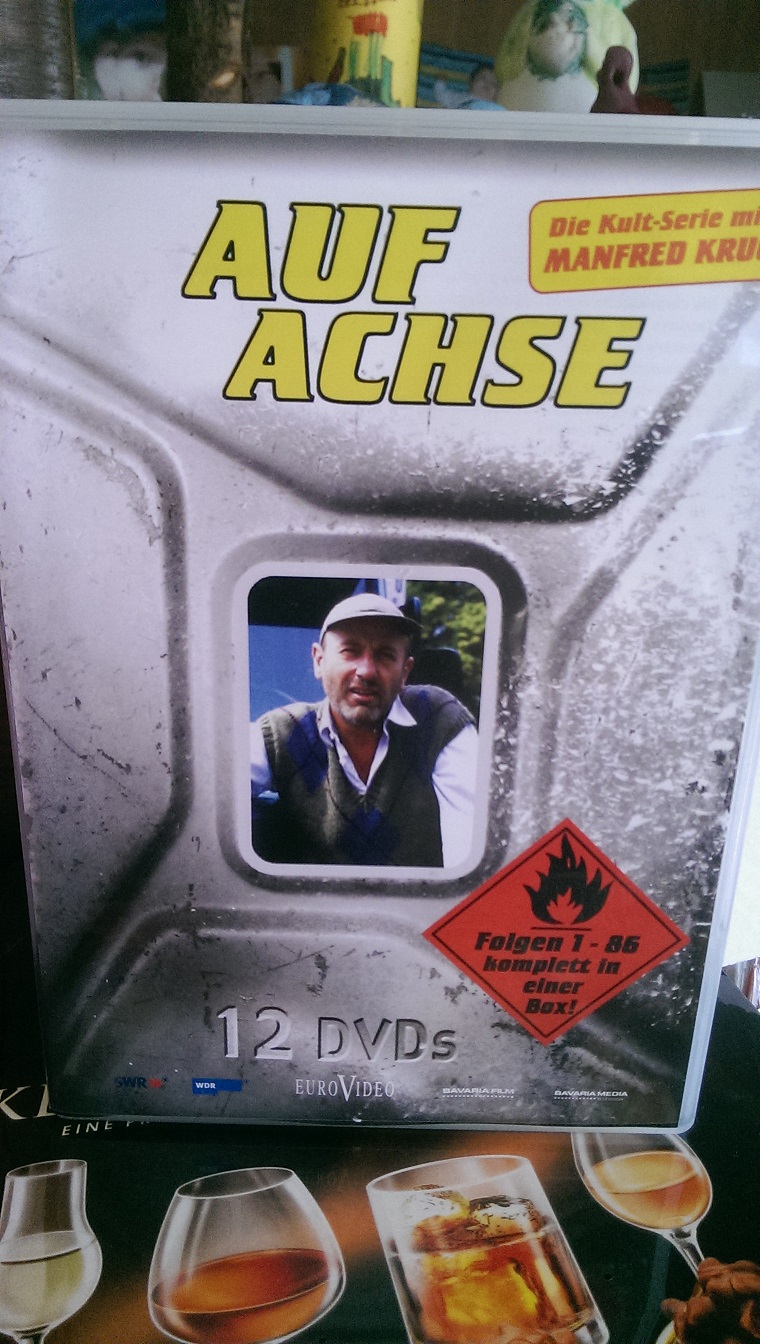 AUF
ACHSE
Die Kult-Serie mi
MANFRED KRU
Folgen 1 - 86
komplett in
einer
Box!
12 DVDs
SWR
WDR
EUROVIDEO
BAVARIA FILM
BAVARIA MEDIA
EINE